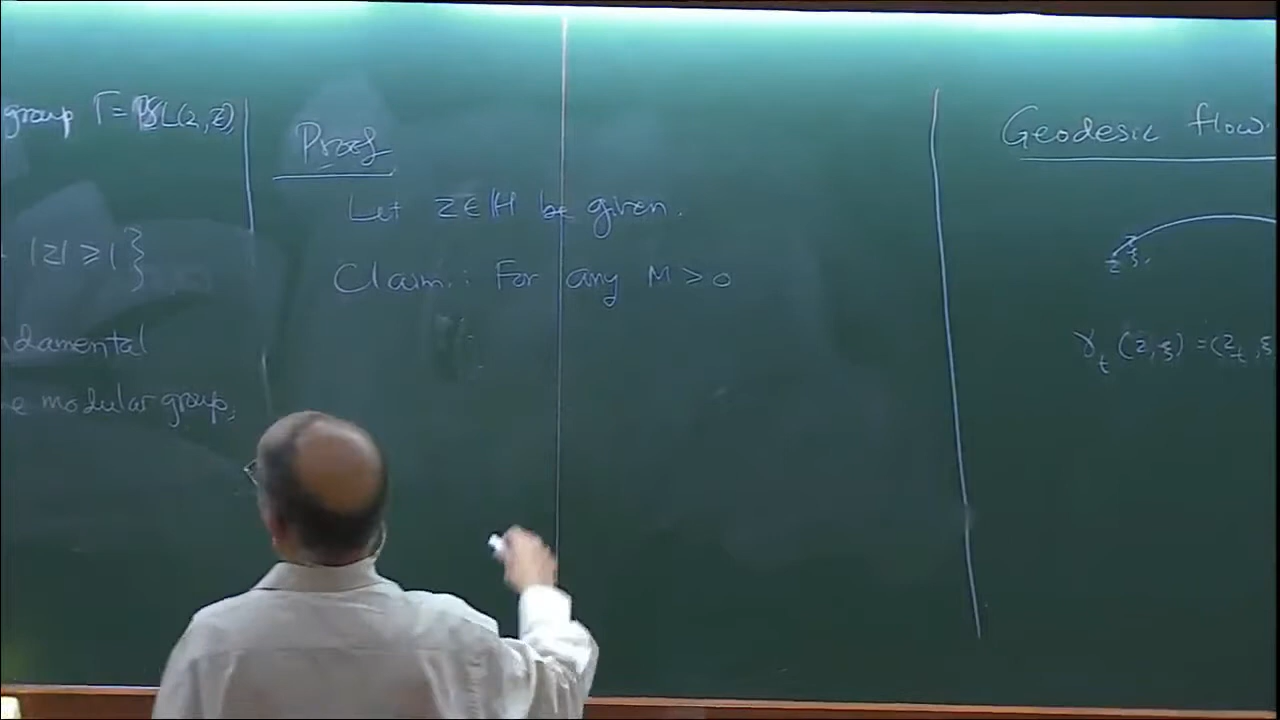 group Γ = PSL(2,Z),
|z| ≥ 1}
ndamental
e modular group,
Proof
Let z ∈ ℍ be given.
Claim: For any M > 0
Geodesic flow.
z ξ
γ_t (z, ξ) = (z_t, ξ